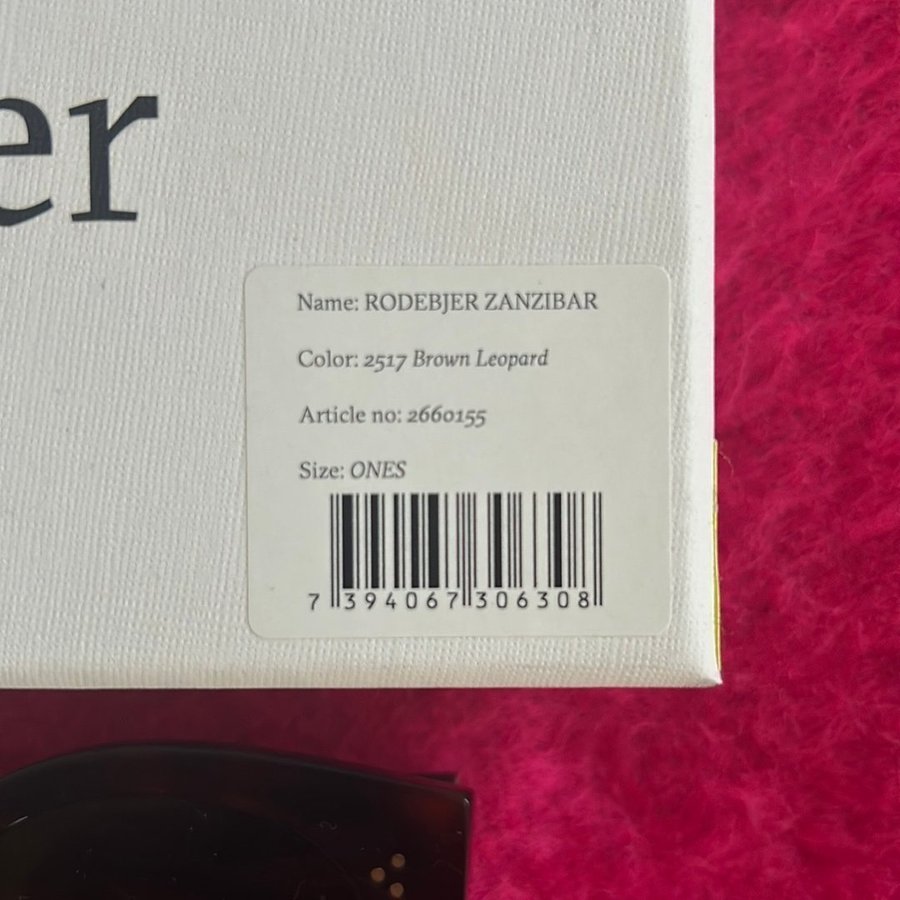 er
Name: RODEBJER ZANZIBAR
Color: 2517 Brown Leopard
Article no: 2660155
Size: ONES
7 394067 306308